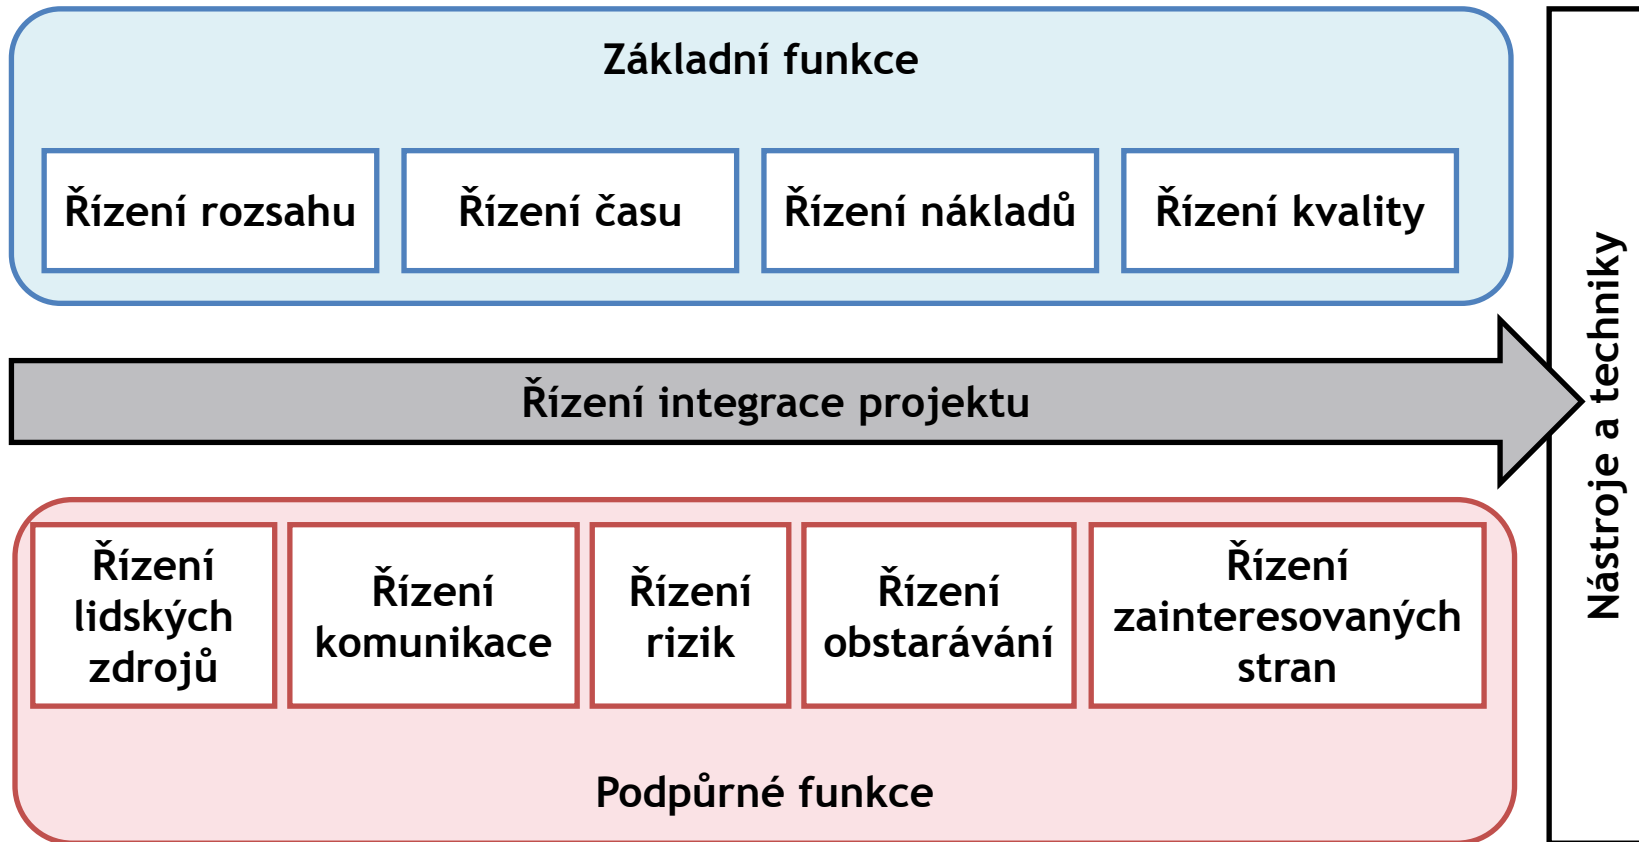 Základní funkce
Řízení rozsahu
Řízení času
Řízení nákladů
Řízení kvality
Řízení integrace projektu
Řízení
lidských
zdrojů
Řízení
komunikace
Řízení
rizik
Řízení
obstarávání
Řízení
zainteresovaných
stran
Podpůrné funkce
Nástroje a techniky